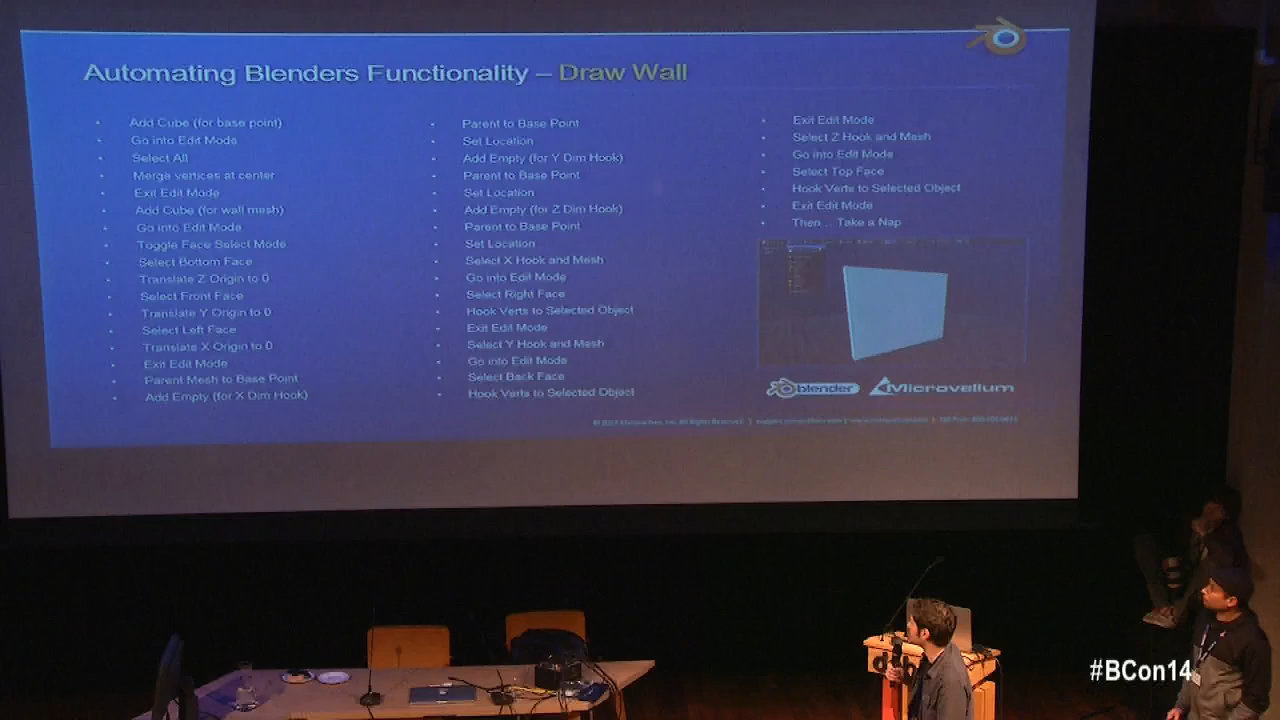 Automating Blenders Functionality – Draw Wall
• Add Cube (for base point)
• Go into Edit Mode
• Select All
• Merge vertices at center
• Exit Edit Mode
• Add Cube (for wall mesh)
• Go into Edit Mode
• Toggle Face Select Mode
• Select Bottom Face
• Translate Z Origin to 0
• Select Front Face
• Translate Y Origin to 0
• Select Left Face
• Translate X Origin to 0
• Exit Edit Mode
• Parent Mesh to Base Point
• Add Empty (for X Dim Hook)
• Parent to Base Point
• Set Location
• Add Empty (for Y Dim Hook)
• Parent to Base Point
• Set Location
• Add Empty (for Z Dim Hook)
• Parent to Base Point
• Set Location
• Select X Hook and Mesh
• Go into Edit Mode
• Select Right Face
• Hook Verts to Selected Object
• Exit Edit Mode
• Select Y Hook and Mesh
• Go into Edit Mode
• Select Back Face
• Hook Verts to Selected Object
• Exit Edit Mode
• Select Z Hook and Mesh
• Go into Edit Mode
• Select Top Face
• Hook Verts to Selected Object
• Exit Edit Mode
• Then... Take a Nap
blender Microvellum
#BCon14